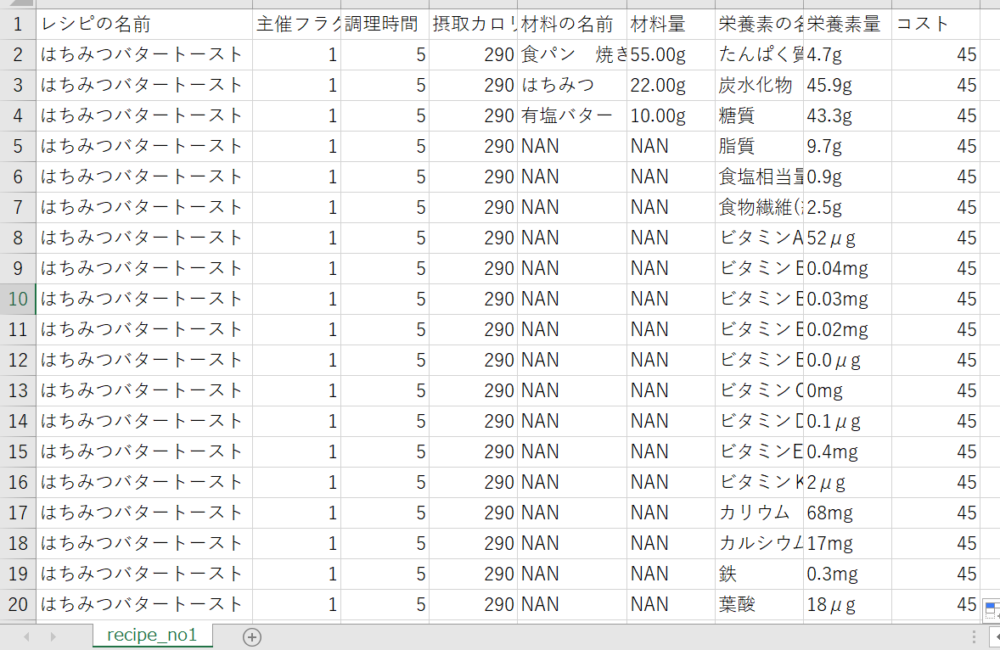 1 レシピの名前 主催フラグ 調理時間 摂取カロリ 材料の名前 材料量 栄養素の名 栄養素量 コスト
2 はちみつバタートースト 1 5 290 食パン　焼き 55.00g たんぱく質 4.7g 45
3 はちみつバタートースト 1 5 290 はちみつ 22.00g 炭水化物 45.9g 45
4 はちみつバタートースト 1 5 290 有塩バター 10.00g 糖質 43.3g 45
5 はちみつバタートースト 1 5 290 NAN NAN 脂質 9.7g 45
6 はちみつバタートースト 1 5 290 NAN NAN 食塩相当量 0.9g 45
7 はちみつバタートースト 1 5 290 NAN NAN 食物繊維( 2.5g 45
8 はちみつバタートースト 1 5 290 NAN NAN ビタミンA 52μg 45
9 はちみつバタートースト 1 5 290 NAN NAN ビタミンB 0.04mg 45
10 はちみつバタートースト 1 5 290 NAN NAN ビタミンB 0.03mg 45
11 はちみつバタートースト 1 5 290 NAN NAN ビタミンB 0.02mg 45
12 はちみつバタートースト 1 5 290 NAN NAN ビタミンB 0.0μg 45
13 はちみつバタートースト 1 5 290 NAN NAN ビタミンC 0mg 45
14 はちみつバタートースト 1 5 290 NAN NAN ビタミンD 0.1μg 45
15 はちみつバタートースト 1 5 290 NAN NAN ビタミンE 0.4mg 45
16 はちみつバタートースト 1 5 290 NAN NAN ビタミンK 2μg 45
17 はちみつバタートースト 1 5 290 NAN NAN カリウム 68mg 45
18 はちみつバタートースト 1 5 290 NAN NAN カルシウム 17mg 45
19 はちみつバタートースト 1 5 290 NAN NAN 鉄 0.3mg 45
20 はちみつバタートースト 1 5 290 NAN NAN 葉酸 18μg 45
recipe_no1